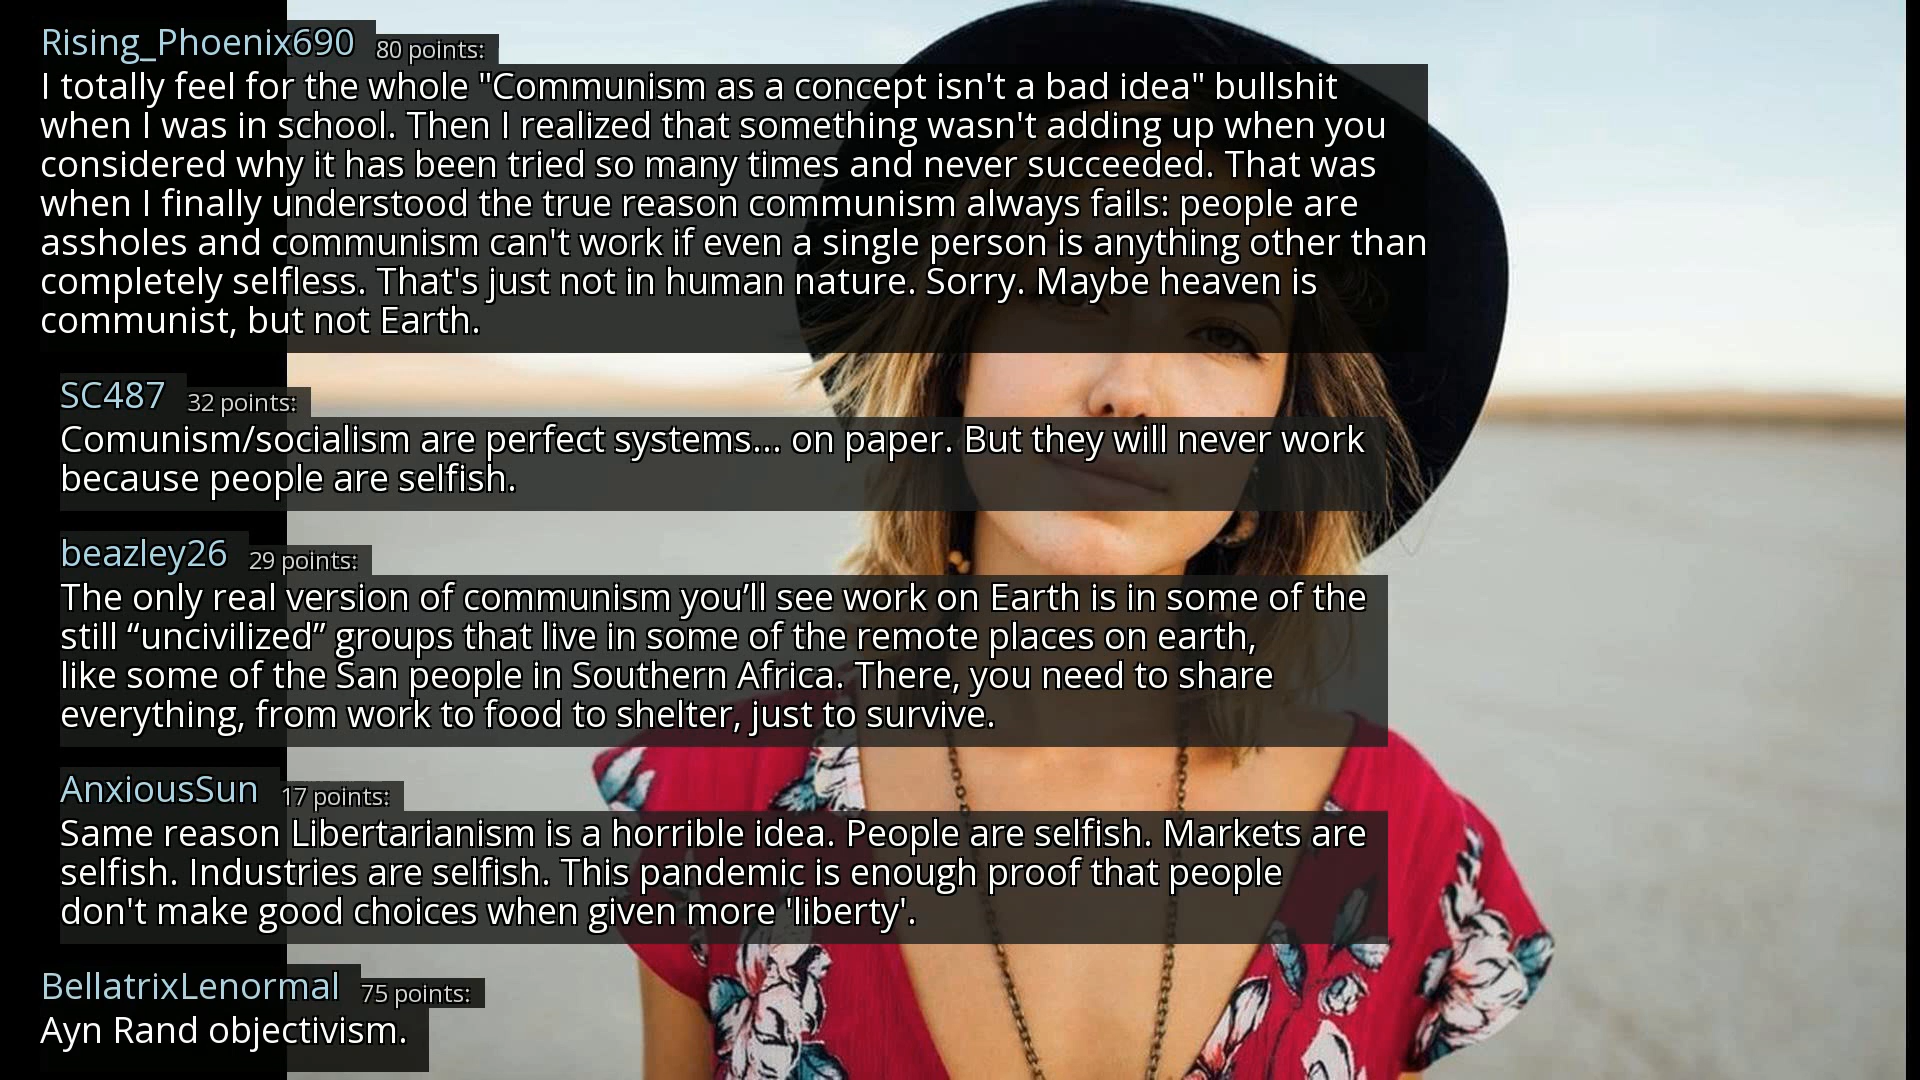 Rising_Phoenix690 80 points:
I totally feel for the whole "Communism as a concept isn't a bad idea" bullshit
when I was in school. Then I realized that something wasn't adding up when you
considered why it has been tried so many times and never succeeded. That was
when I finally understood the true reason communism always fails: people are
assholes and communism can't work if even a single person is anything other than
completely selfless. That's just not in human nature. Sorry. Maybe heaven is
communist, but not Earth.
SC487 32 points:
Comunism/socialism are perfect systems... on paper. But they will never work
because people are selfish.
beazley26 29 points:
The only real version of communism you’ll see work on Earth is in some of the
still “uncivilized” groups that live in some of the remote places on earth,
like some of the San people in Southern Africa. There, you need to share
everything, from work to food to shelter, just to survive.
AnxiousSun 17 points:
Same reason Libertarianism is a horrible idea. People are selfish. Markets are
selfish. Industries are selfish. This pandemic is enough proof that people
don't make good choices when given more 'liberty'.
BellatrixLenormal 75 points:
Ayn Rand objectivism.